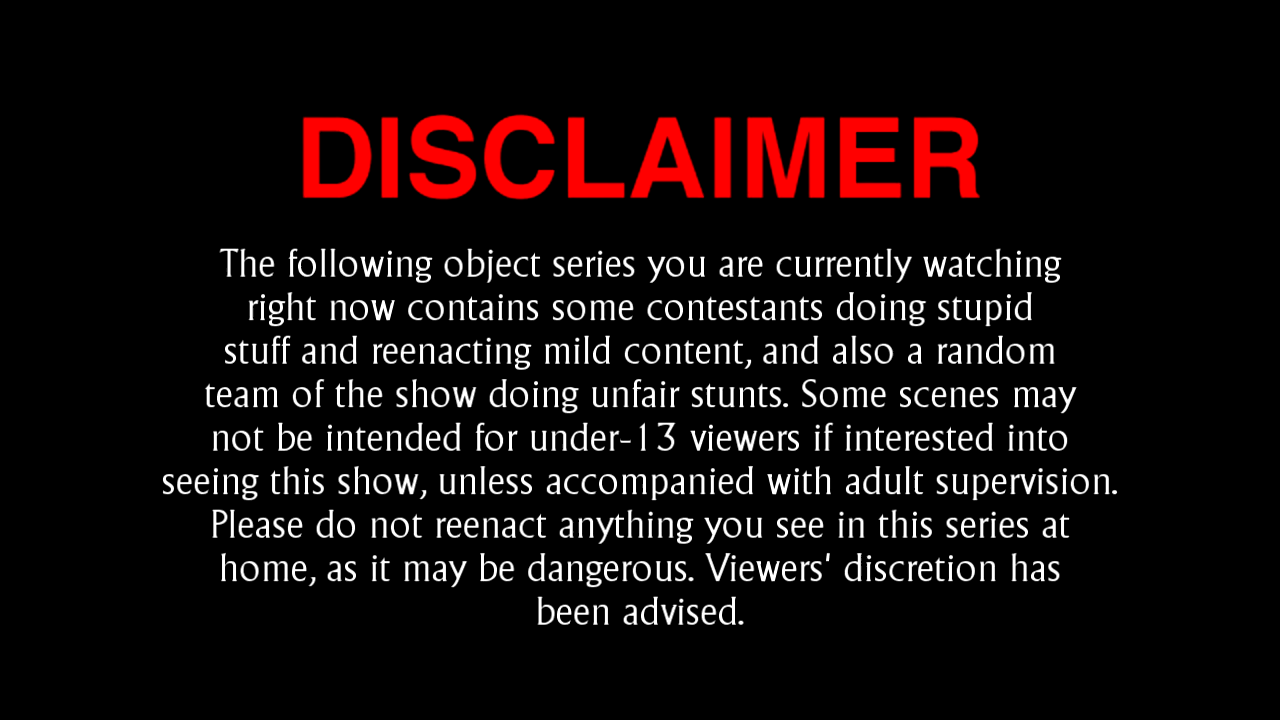 DISCLAIMER
The following object series you are currently watching
right now contains some contestants doing stupid
stuff and reenacting mild content, and also a random
team of the show doing unfair stunts. Some scenes may
not be intended for under-13 viewers if interested into
seeing this show, unless accompanied with adult supervision.
Please do not reenact anything you see in this series at
home, as it may be dangerous. Viewers' discretion has
been advised.